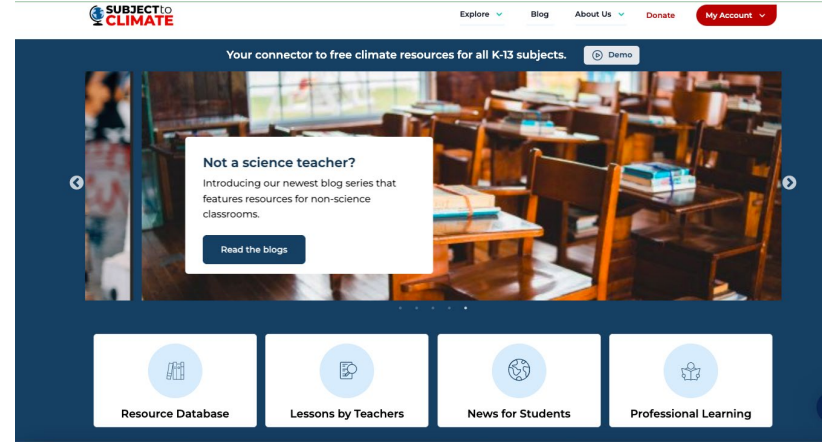 SUBJECTto
CLIMATE
Explore
Blog
About Us
Donate
My Account
Your connector to free climate resources for all K-13 subjects.
Demo
Not a science teacher?
Introducing our newest blog series that
features resources for non-science
classrooms.
Read the blogs
Resource Database
Lessons by Teachers
News for Students
Professional Learning